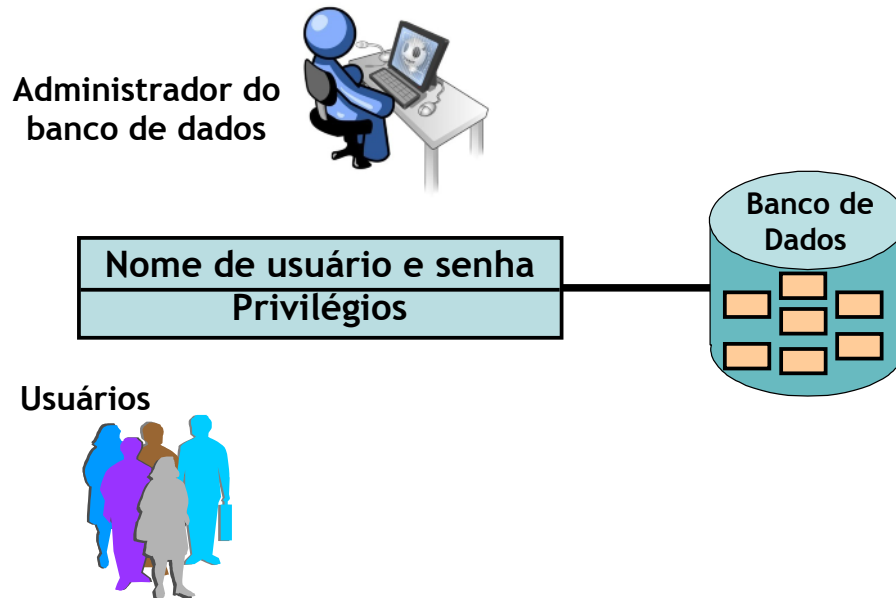 Administrador do
banco de dados
Banco de
Dados
Nome de usuário e senha
Privilégios
Usuários